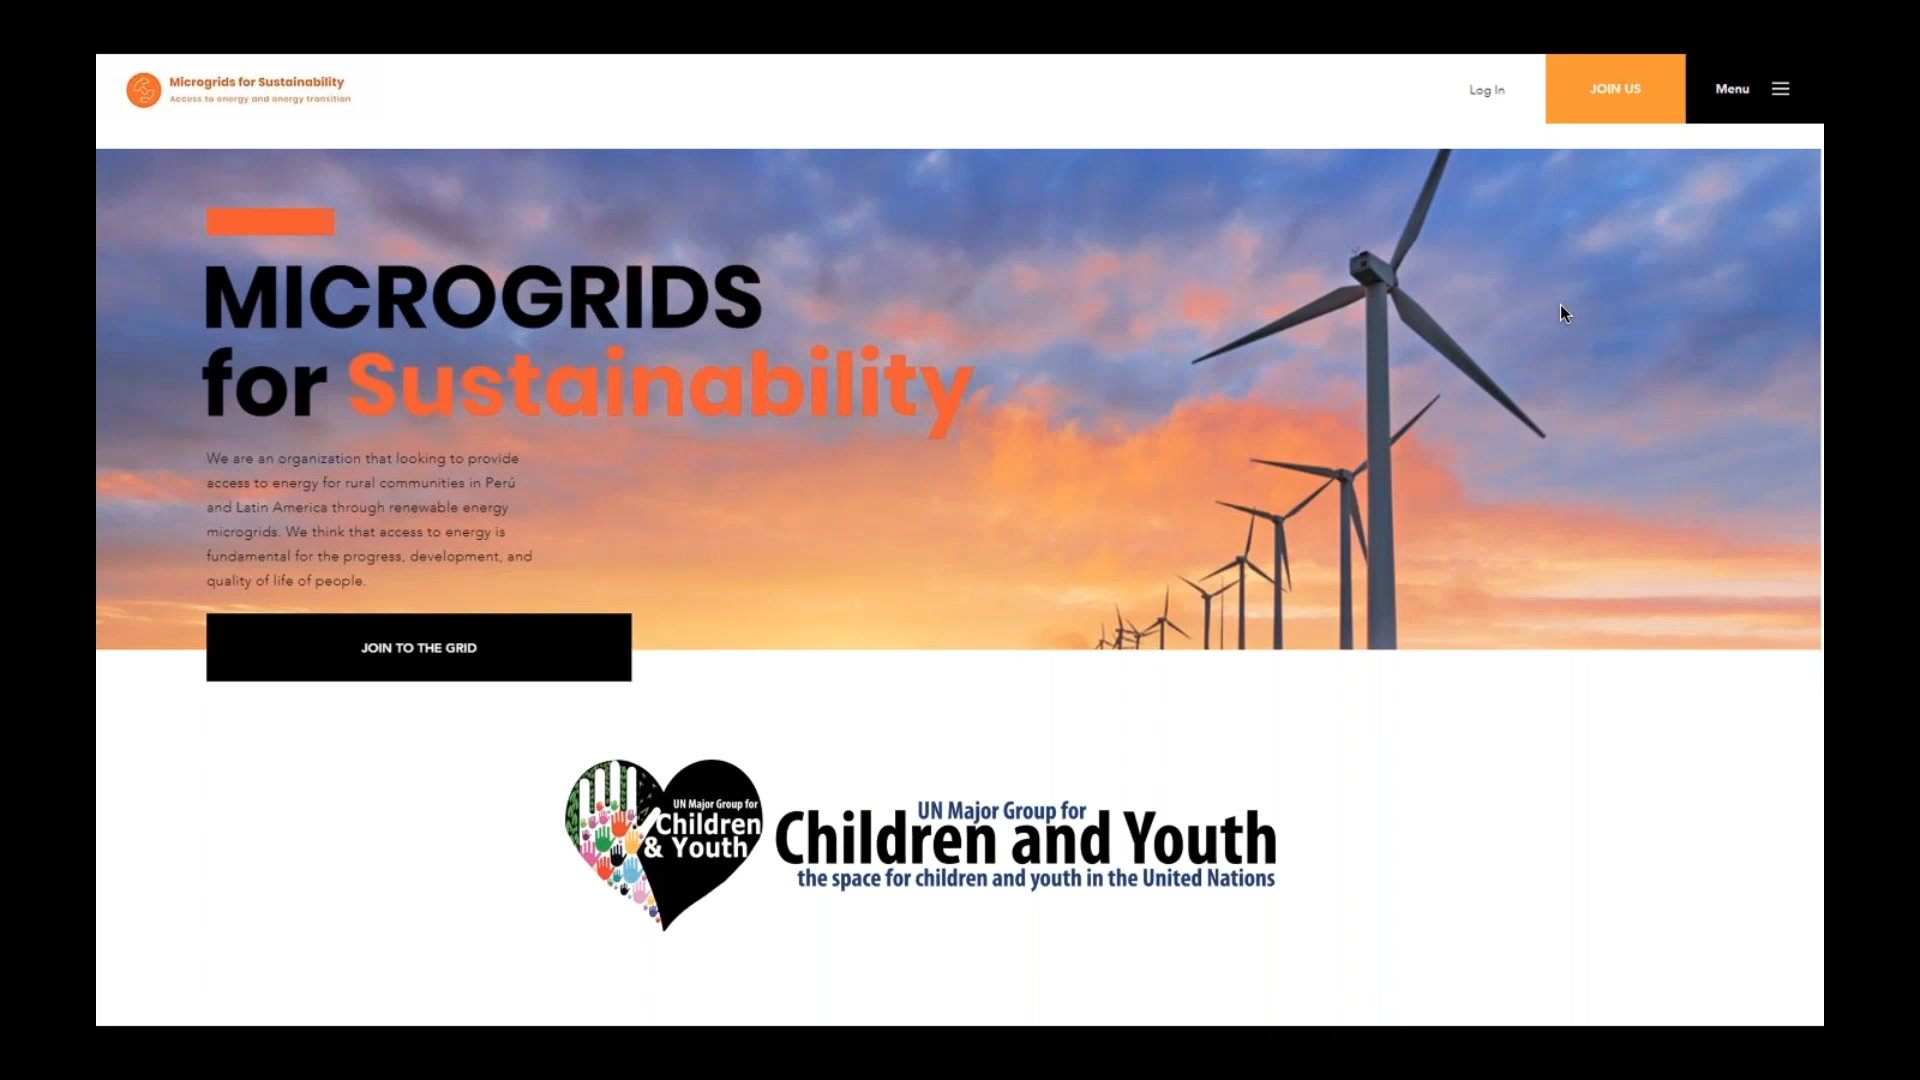 Microgrids for Sustainability
Access to energy and energy transition
Log In
JOIN US
Menu
MICROGRIDS
for Sustainability
We are an organization that looking to provide
access to energy for rural communities in Perú
and Latin America through renewable energy
microgrids. We think that access to energy is
fundamental for the progress, development, and
quality of life of people.
JOIN TO THE GRID
UN Major Group for
Children
& Youth
UN Major Group for
Children and Youth
the space for children and youth in the United Nations